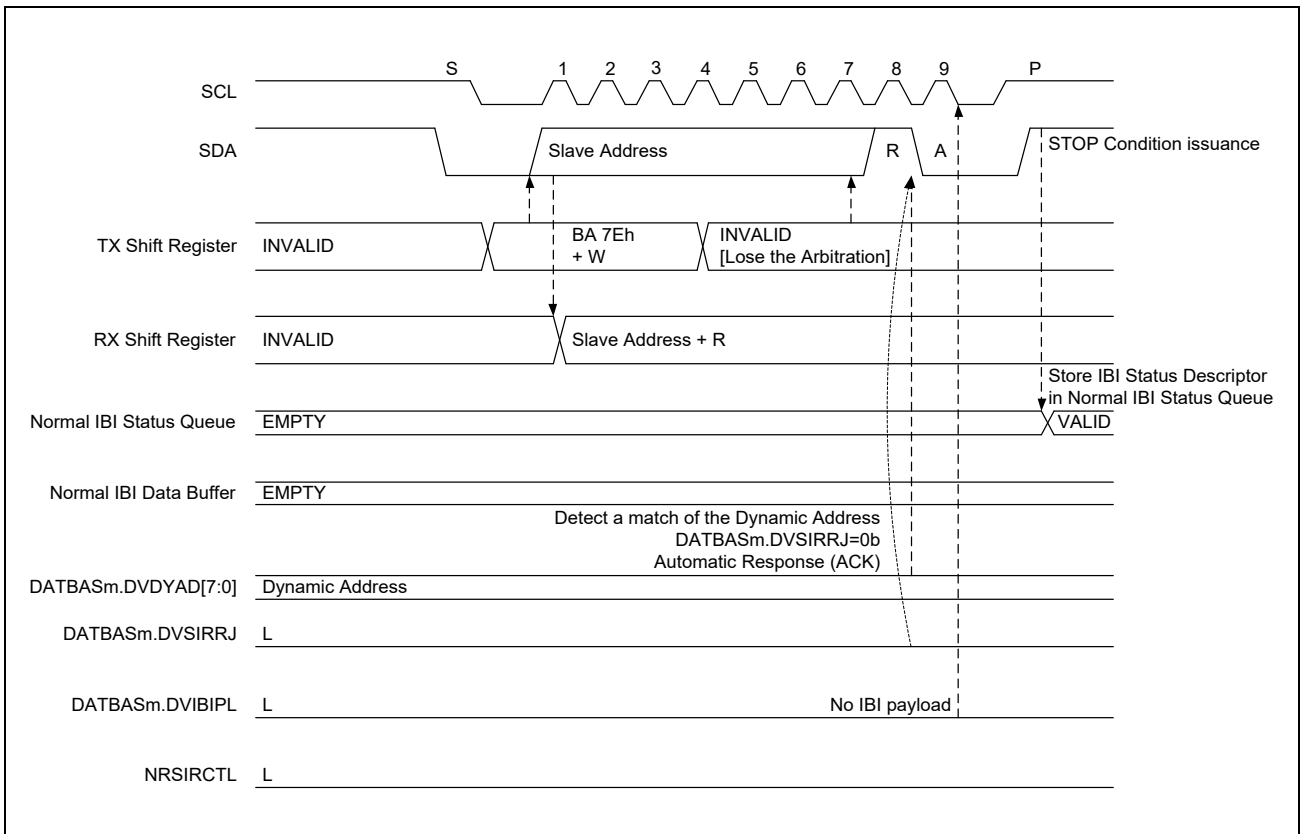 S 1 2 3 4 5 6 7 8 9 P
SCL
SDA
Slave Address
R
A
STOP Condition issuance
TX Shift Register
INVALID
BA 7Eh
+ W
INVALID
[Lose the Arbitration]
RX Shift Register
INVALID
Slave Address + R
Store IBI Status Descriptor
in Normal IBI Status Queue
Normal IBI Status Queue
EMPTY
VALID
Normal IBI Data Buffer
EMPTY
Detect a match of the Dynamic Address
DATBASm.DVSIRRJ=0b
Automatic Response (ACK)
DATBASm.DVDYAD[7:0]
Dynamic Address
DATBASm.DVSIRRJ
L
DATBASm.DVIBIPL
L
No IBI payload
NRSIRCTL
L